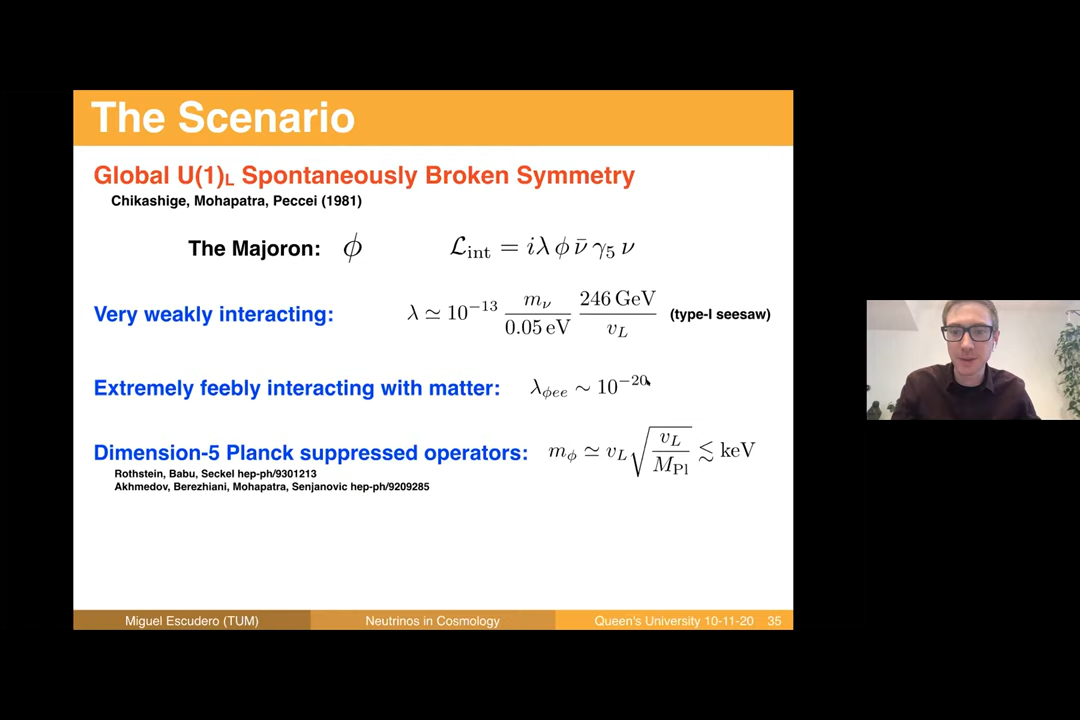 The Scenario
Global U(1)L Spontaneously Broken Symmetry
Chikashige, Mohapatra, Peccei (1981)
The Majoron: ϕ ℒ_int = iλ ϕ ν̄ γ₅ ν
Very weakly interacting: λ ≃ 10⁻¹³ m_ν / 0.05 eV 246 GeV / v_L (type-I seesaw)
Extremely feebly interacting with matter: λ_ϕee ∼ 10⁻²⁰
Dimension-5 Planck suppressed operators: m_ϕ ≃ v_L √(v_L / M_Pl) ≲ keV
Rothstein, Babu, Seckel hep-ph/9301213
Akhmedov, Berezhiani, Mohapatra, Senjanovic hep-ph/9209285
Miguel Escudero (TUM) Neutrinos in Cosmology Queen's University 10-11-20 35